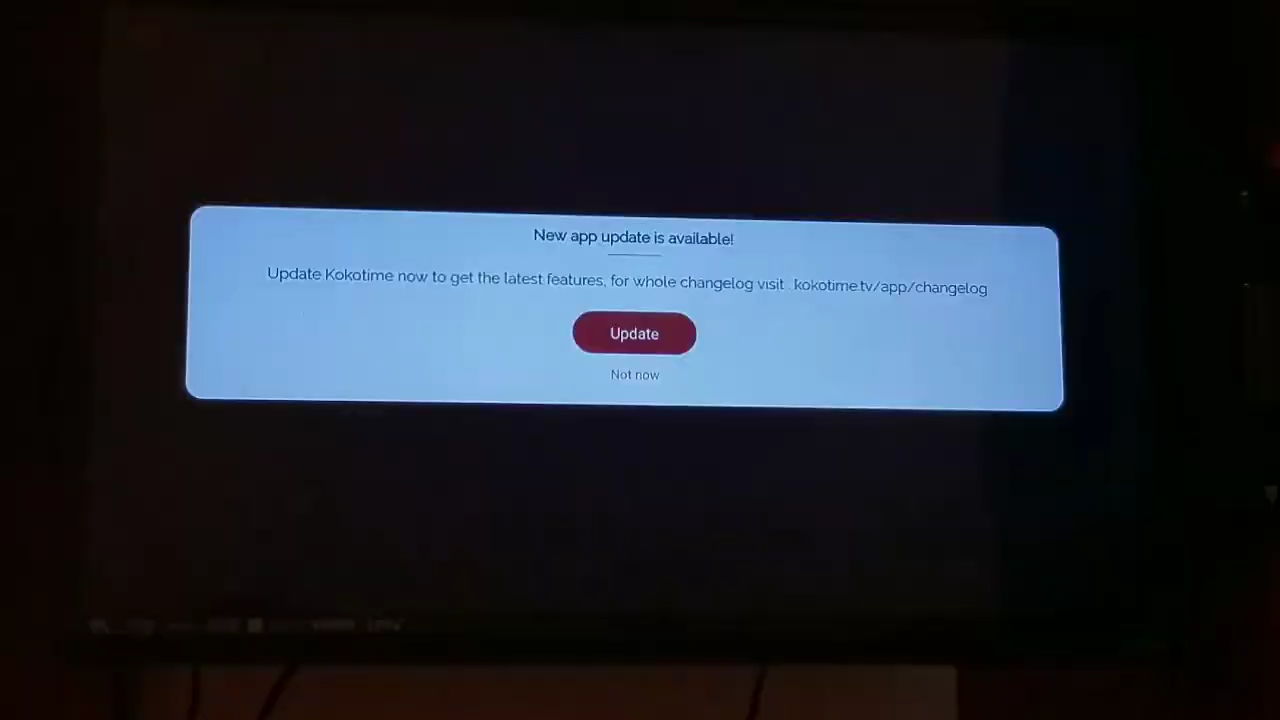 New app update is available!
Update Kokotime now to get the latest features, for whole changelog visit . kokotime.tv/app/changelog
Update
Not now